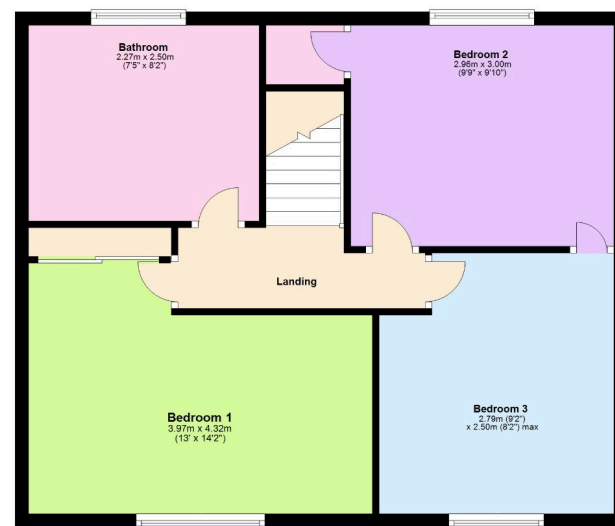 Bathroom
2.27m x 2.50m
(7'5" x 8'2")
Bedroom 2
2.96m x 3.00m
(9'9" x 9'10")
Landing
Bedroom 1
3.97m x 4.32m
(13' x 14'2")
Bedroom 3
2.79m (9'2")
x 2.50m (8'2") max